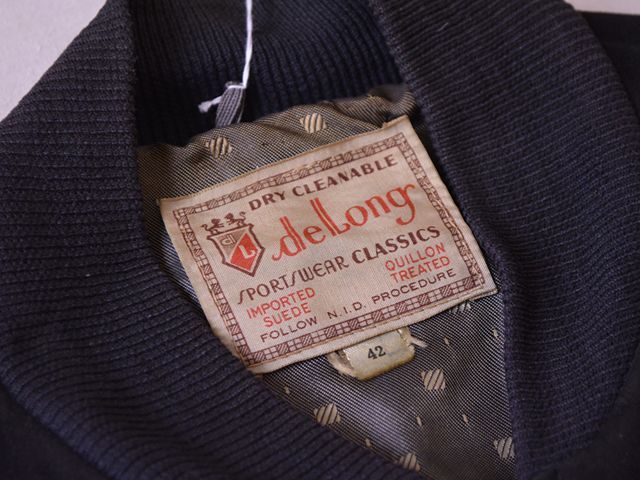 DRY CLEANABLE
d L
deLong
SPORTSWEAR CLASSICS
IMPORTED SUEDE
QUILLON TREATED
FOLLOW N.I.D. PROCEDURE
42